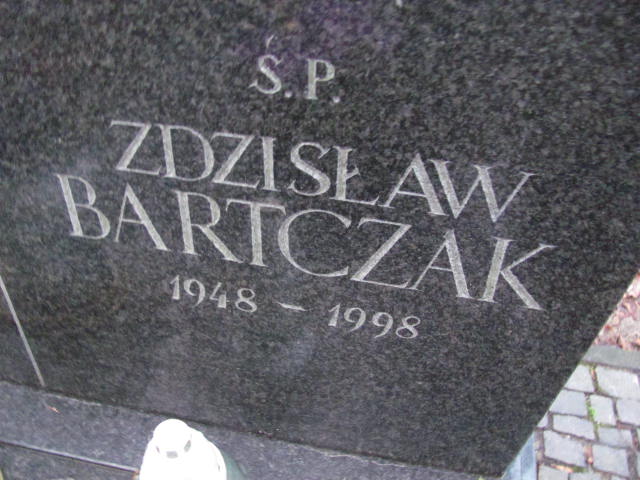 Ś.P.
ZDZISŁAW
BARTCZAK
1948 – 1998